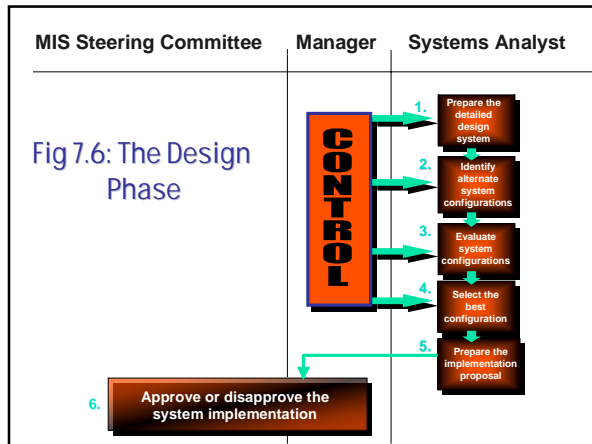 MIS Steering Committee Manager Systems Analyst
Fig 7.6: The Design
Phase
CONTROL
1.
Prepare the
detailed
design
system
2.
Identify
alternate
system
configurations
3.
Evaluate
system
configurations
4.
Select the
best
configuration
5.
Prepare the
implementation
proposal
6.
Approve or disapprove the
system implementation